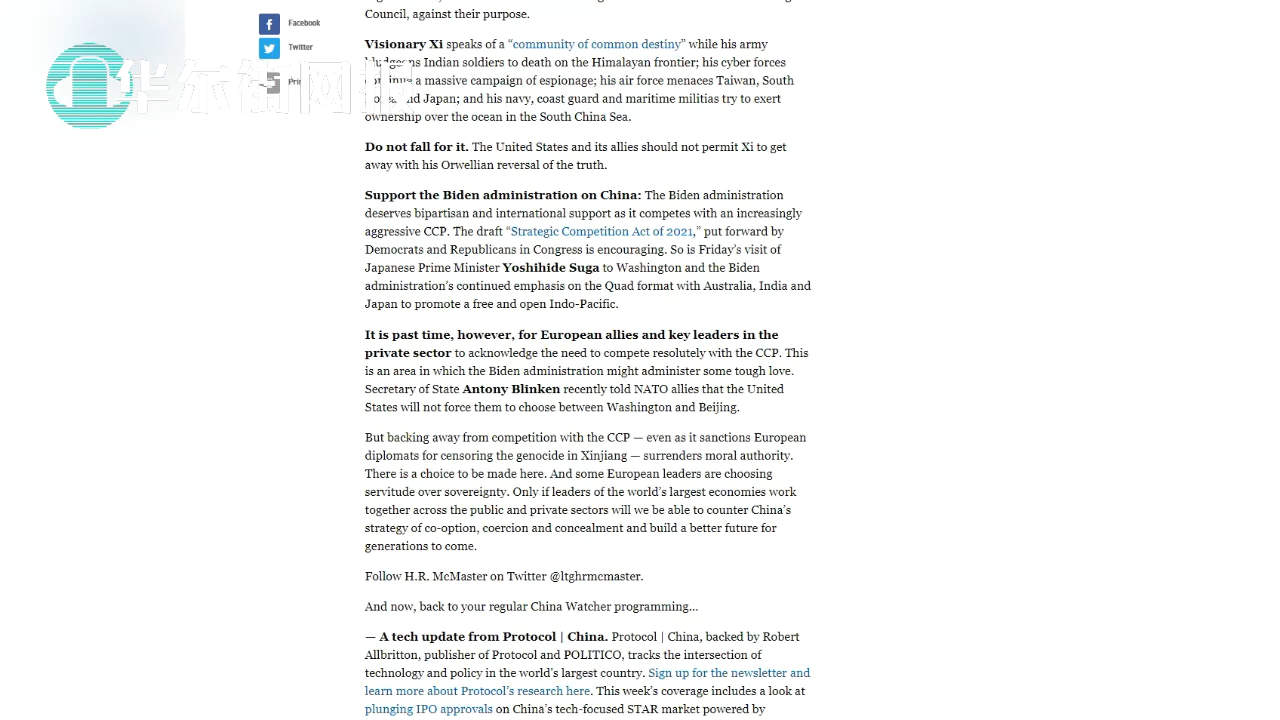 Council, against their purpose.
Facebook
Twitter
华尔街网报
Visionary Xi speaks of a “community of common destiny” while his army
Indian soldiers to death on the Himalayan frontier; his cyber forces
a massive campaign of espionage; his air force menaces Taiwan, South
and Japan; and his navy, coast guard and maritime militias try to exert
ownership over the ocean in the South China Sea.
Do not fall for it. The United States and its allies should not permit Xi to get
away with his Orwellian reversal of the truth.
Support the Biden administration on China: The Biden administration
deserves bipartisan and international support as it competes with an increasingly
aggressive CCP. The draft “Strategic Competition Act of 2021,” put forward by
Democrats and Republicans in Congress is encouraging. So is Friday’s visit of
Japanese Prime Minister Yoshihide Suga to Washington and the Biden
administration’s continued emphasis on the Quad format with Australia, India and
Japan to promote a free and open Indo-Pacific.
It is past time, however, for European allies and key leaders in the
private sector to acknowledge the need to compete resolutely with the CCP. This
is an area in which the Biden administration might administer some tough love.
Secretary of State Antony Blinken recently told NATO allies that the United
States will not force them to choose between Washington and Beijing.
But backing away from competition with the CCP — even as it sanctions European
diplomats for censoring the genocide in Xinjiang — surrenders moral authority.
There is a choice to be made here. And some European leaders are choosing
servitude over sovereignty. Only if leaders of the world’s largest economies work
together across the public and private sectors will we be able to counter China’s
strategy of co-option, coercion and concealment and build a better future for
generations to come.
Follow H.R. McMaster on Twitter @ltghrmcmaster.
And now, back to your regular China Watcher programming...
— A tech update from Protocol | China. Protocol | China, backed by Robert
Allbritton, publisher of Protocol and POLITICO, tracks the intersection of
technology and policy in the world’s largest country. Sign up for the newsletter and
learn more about Protocol’s research here. This week’s coverage includes a look at
plunging IPO approvals on China’s tech-focused STAR market powered by